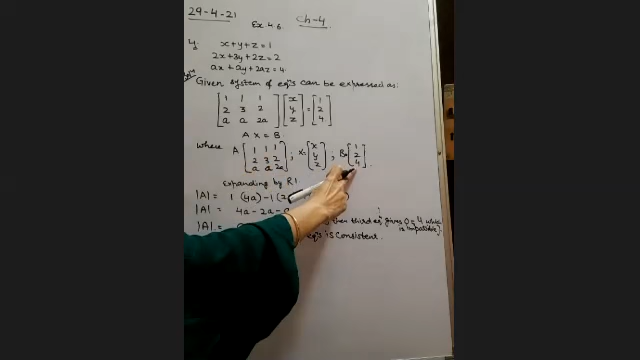 29-4-21 Ex 4.6 Ch-4
4. x+y+z=1
2x+3y+2z=2
ax+ay+2az=4
Given system of eqⁿs can be expressed as:
[1 1 1; 2 3 2; a a 2a] [x; y; z] = [1; 2; 4]
A X = B
where A [1 1 1; 2 3 2; a a 2a] ; X= [x; y; z] ; B= [1; 2; 4]
Expanding by R1
|A| = 1 (4a) -1 (2
|A| = 4a - 2a -
|A| = then third eqⁿ gives 0 = 4 which is impossible}
eqⁿs is consistent.